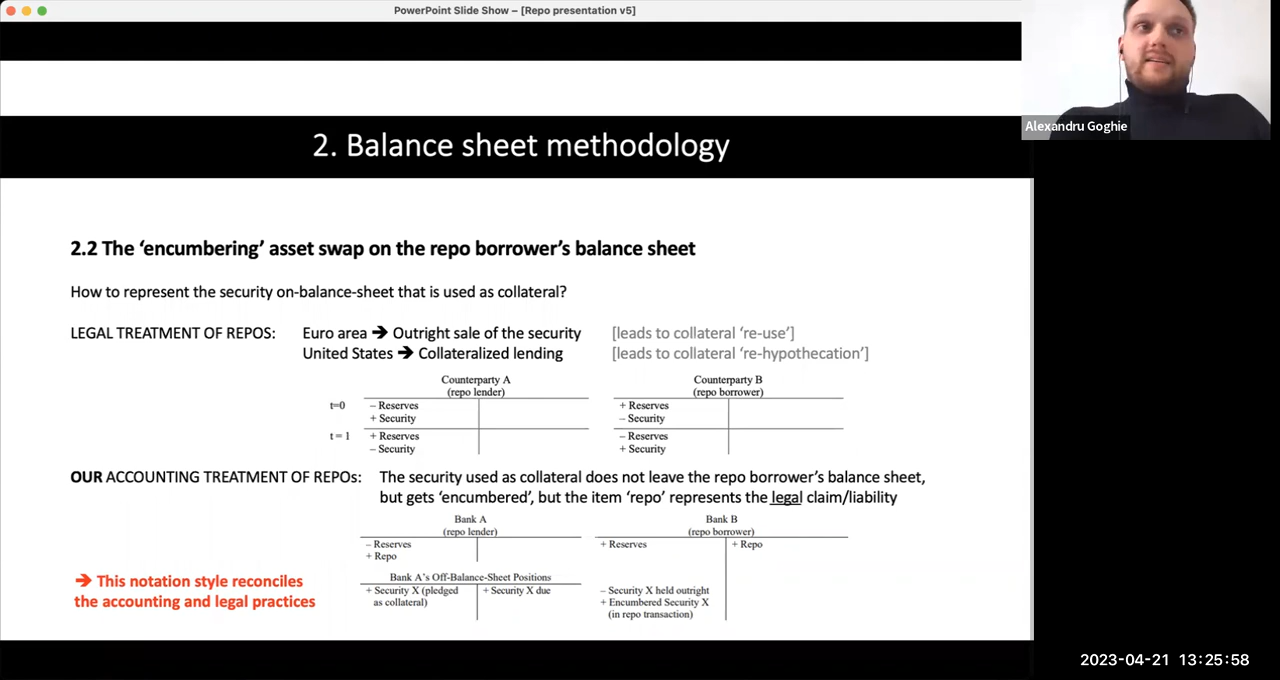 PowerPoint Slide Show – [Repo presentation v5]
Alexandru Goghie
2. Balance sheet methodology
2.2 The ‘encumbering’ asset swap on the repo borrower’s balance sheet
How to represent the security on-balance-sheet that is used as collateral?
LEGAL TREATMENT OF REPOS: Euro area ➔ Outright sale of the security [leads to collateral ‘re-use’]
United States ➔ Collateralized lending [leads to collateral ‘re-hypothecation’]
Counterparty A Counterparty B
(repo lender) (repo borrower)
t=0 – Reserves + Reserves
+ Security – Security
t = 1 + Reserves – Reserves
– Security + Security
OUR ACCOUNTING TREATMENT OF REPOs: The security used as collateral does not leave the repo borrower’s balance sheet,
but gets ‘encumbered’, but the item ‘repo’ represents the legal claim/liability
Bank A Bank B
(repo lender) (repo borrower)
– Reserves + Reserves + Repo
+ Repo
Bank A’s Off-Balance-Sheet Positions
+ Security X (pledged + Security X due – Security X held outright
as collateral) + Encumbered Security X
(in repo transaction)
➔ This notation style reconciles
the accounting and legal practices
2023-04-21 13:25:58